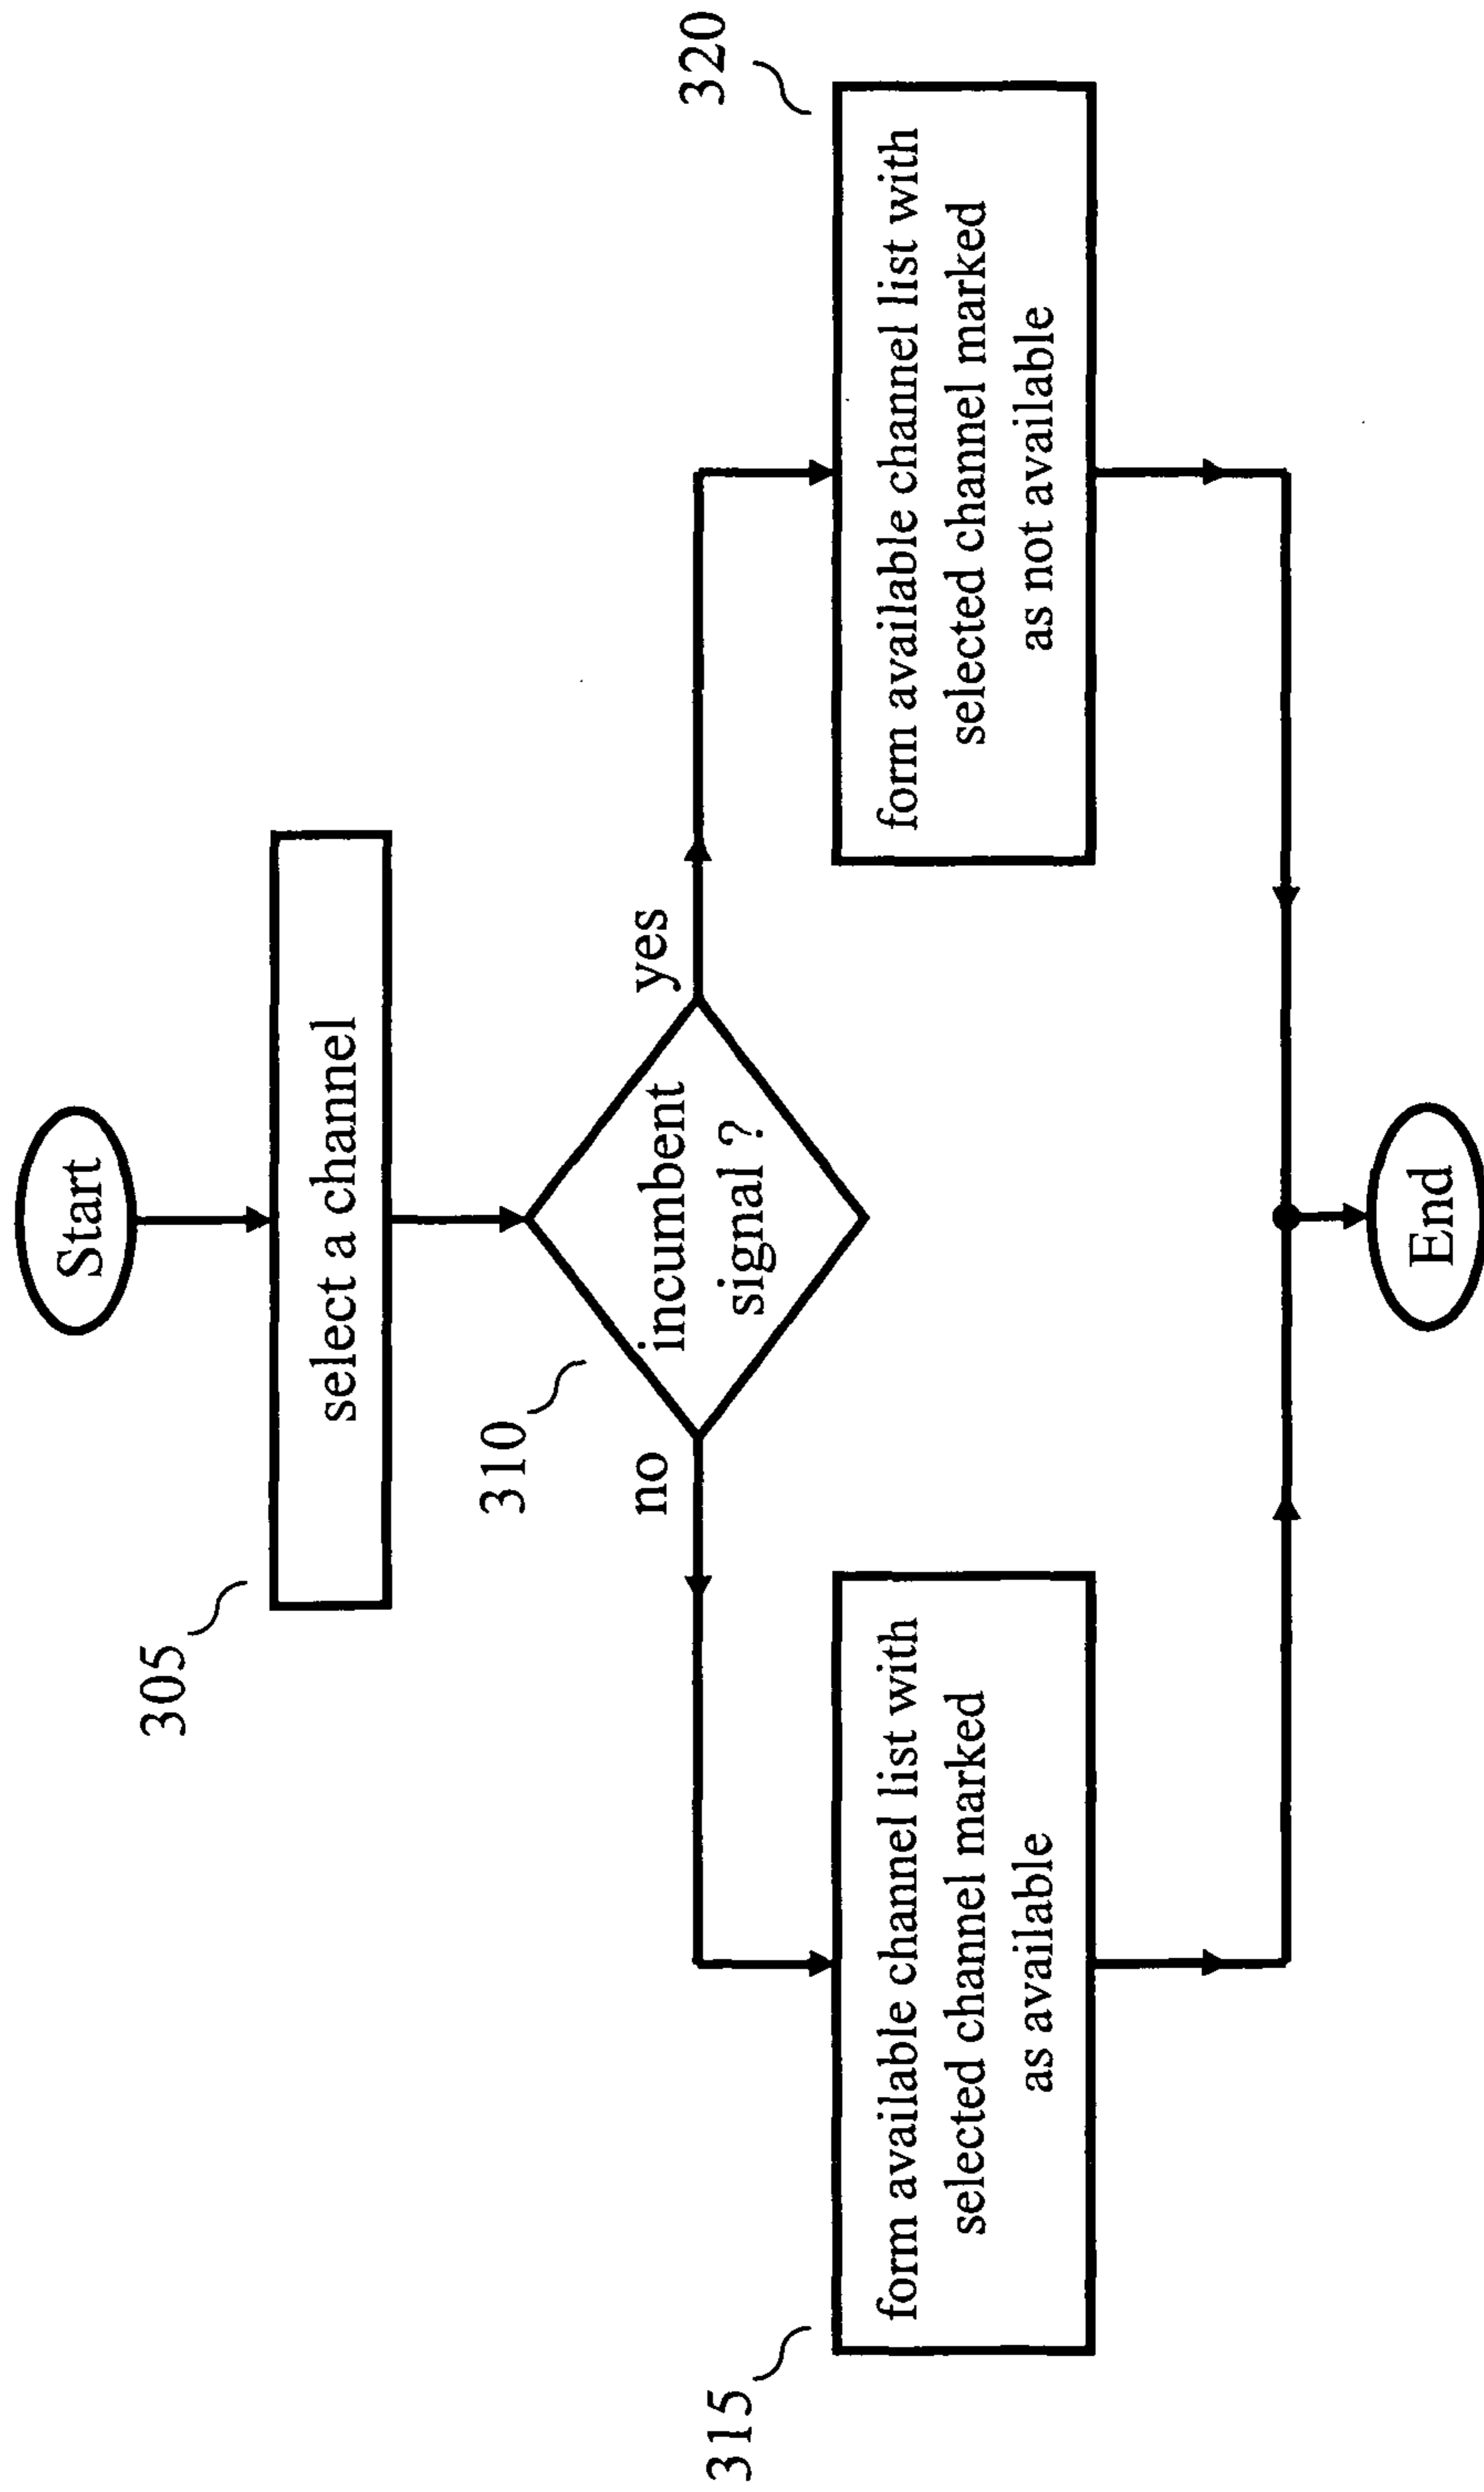 Start
305
select a channel
310
incumbent
signal ?
no
yes
315
form available channel list with
selected channel marked
as available
320
form available channel list with
selected channel marked
as not available
End